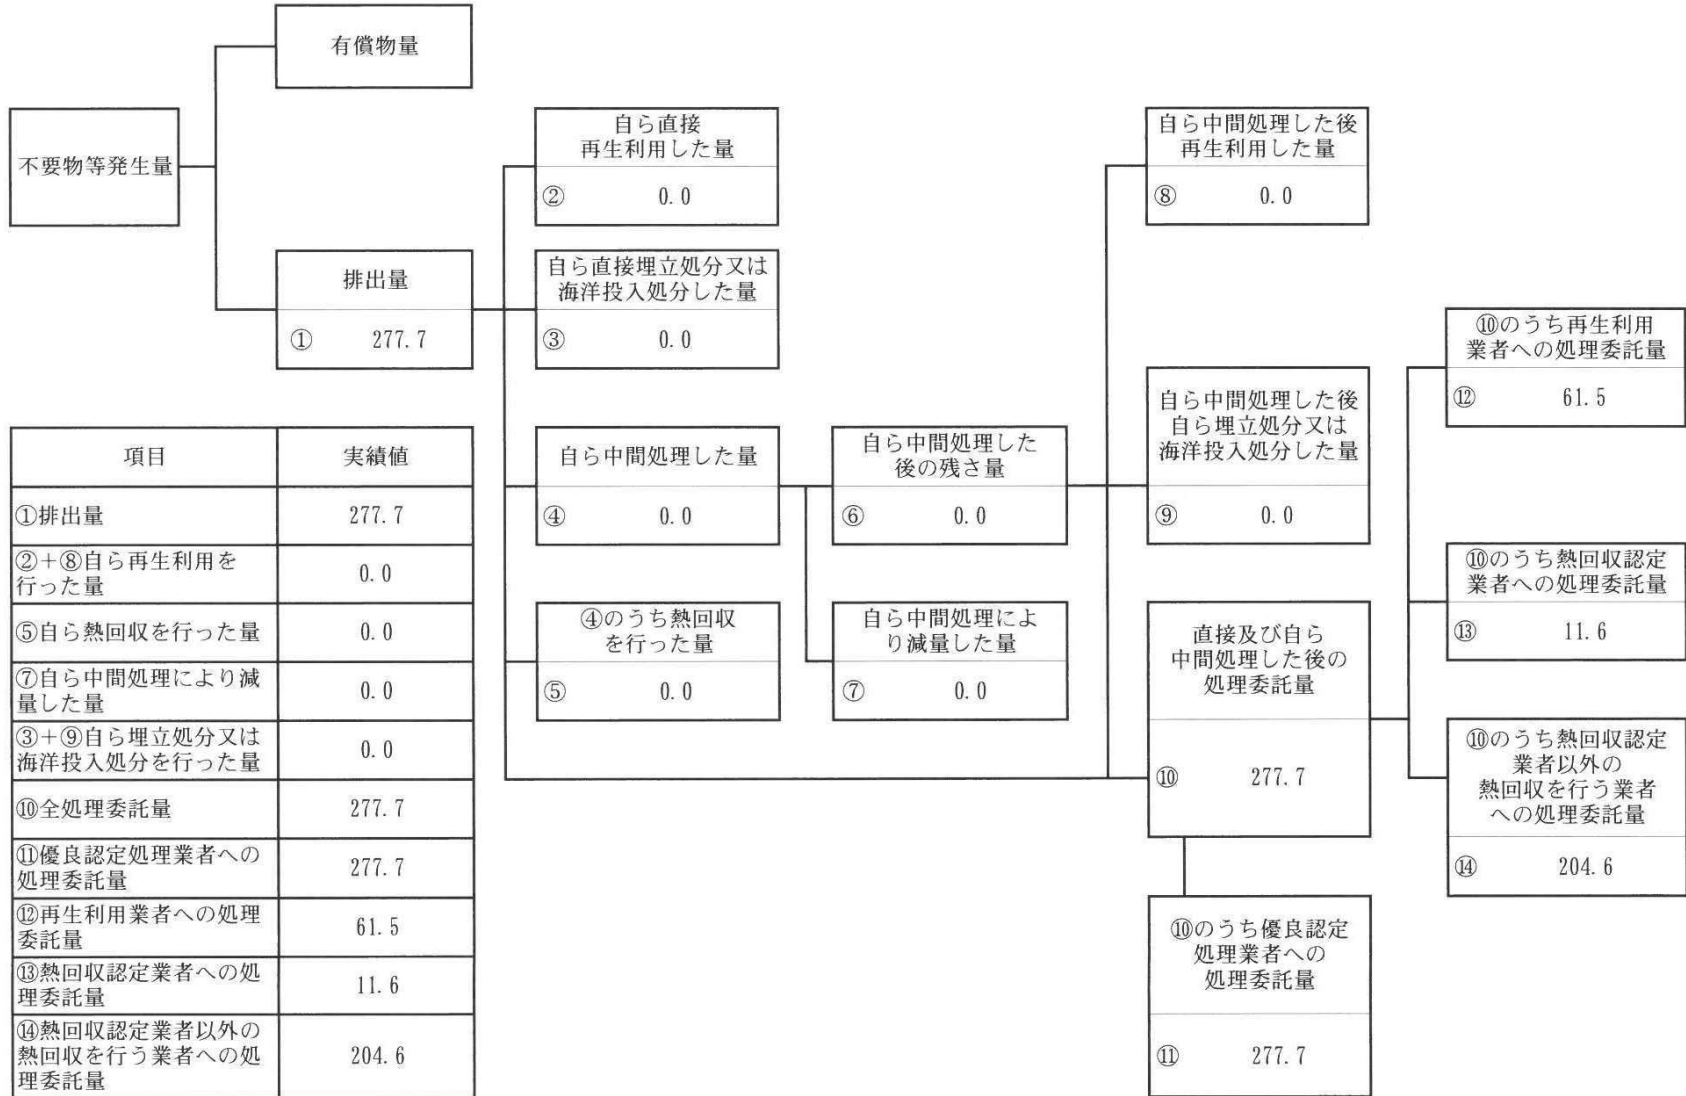 有償物量
不要物等発生量
排出量
① 277.7
自ら直接
再生利用した量
② 0.0
自ら直接埋立処分又は
海洋投入処分した量
③ 0.0
自ら中間処理した量
④ 0.0
④のうち熱回収
を行った量
⑤ 0.0
自ら中間処理した
後の残さ量
⑥ 0.0
自ら中間処理によ
り減量した量
⑦ 0.0
自ら中間処理した後
再生利用した量
⑧ 0.0
自ら中間処理した後
自ら埋立処分又は
海洋投入処分した量
⑨ 0.0
直接及び自ら
中間処理した後の
処理委託量
⑩ 277.7
⑩のうち優良認定
処理業者への
処理委託量
⑪ 277.7
⑩のうち再生利用
業者への処理委託量
⑫ 61.5
⑩のうち熱回収認定
業者への処理委託量
⑬ 11.6
⑩のうち熱回収認定
業者以外の
熱回収を行う業者
への処理委託量
⑭ 204.6
項目 実績値
①排出量 277.7
②+⑧自ら再生利用を
行った量 0.0
⑤自ら熱回収を行った量 0.0
⑦自ら中間処理により減
量した量 0.0
③+⑨自ら埋立処分又は
海洋投入処分を行った量 0.0
⑩全処理委託量 277.7
⑪優良認定処理業者への
処理委託量 277.7
⑫再生利用業者への処理
委託量 61.5
⑬熱回収認定業者への処
理委託量 11.6
⑭熱回収認定業者以外の
熱回収を行う業者への処
理委託量 204.6